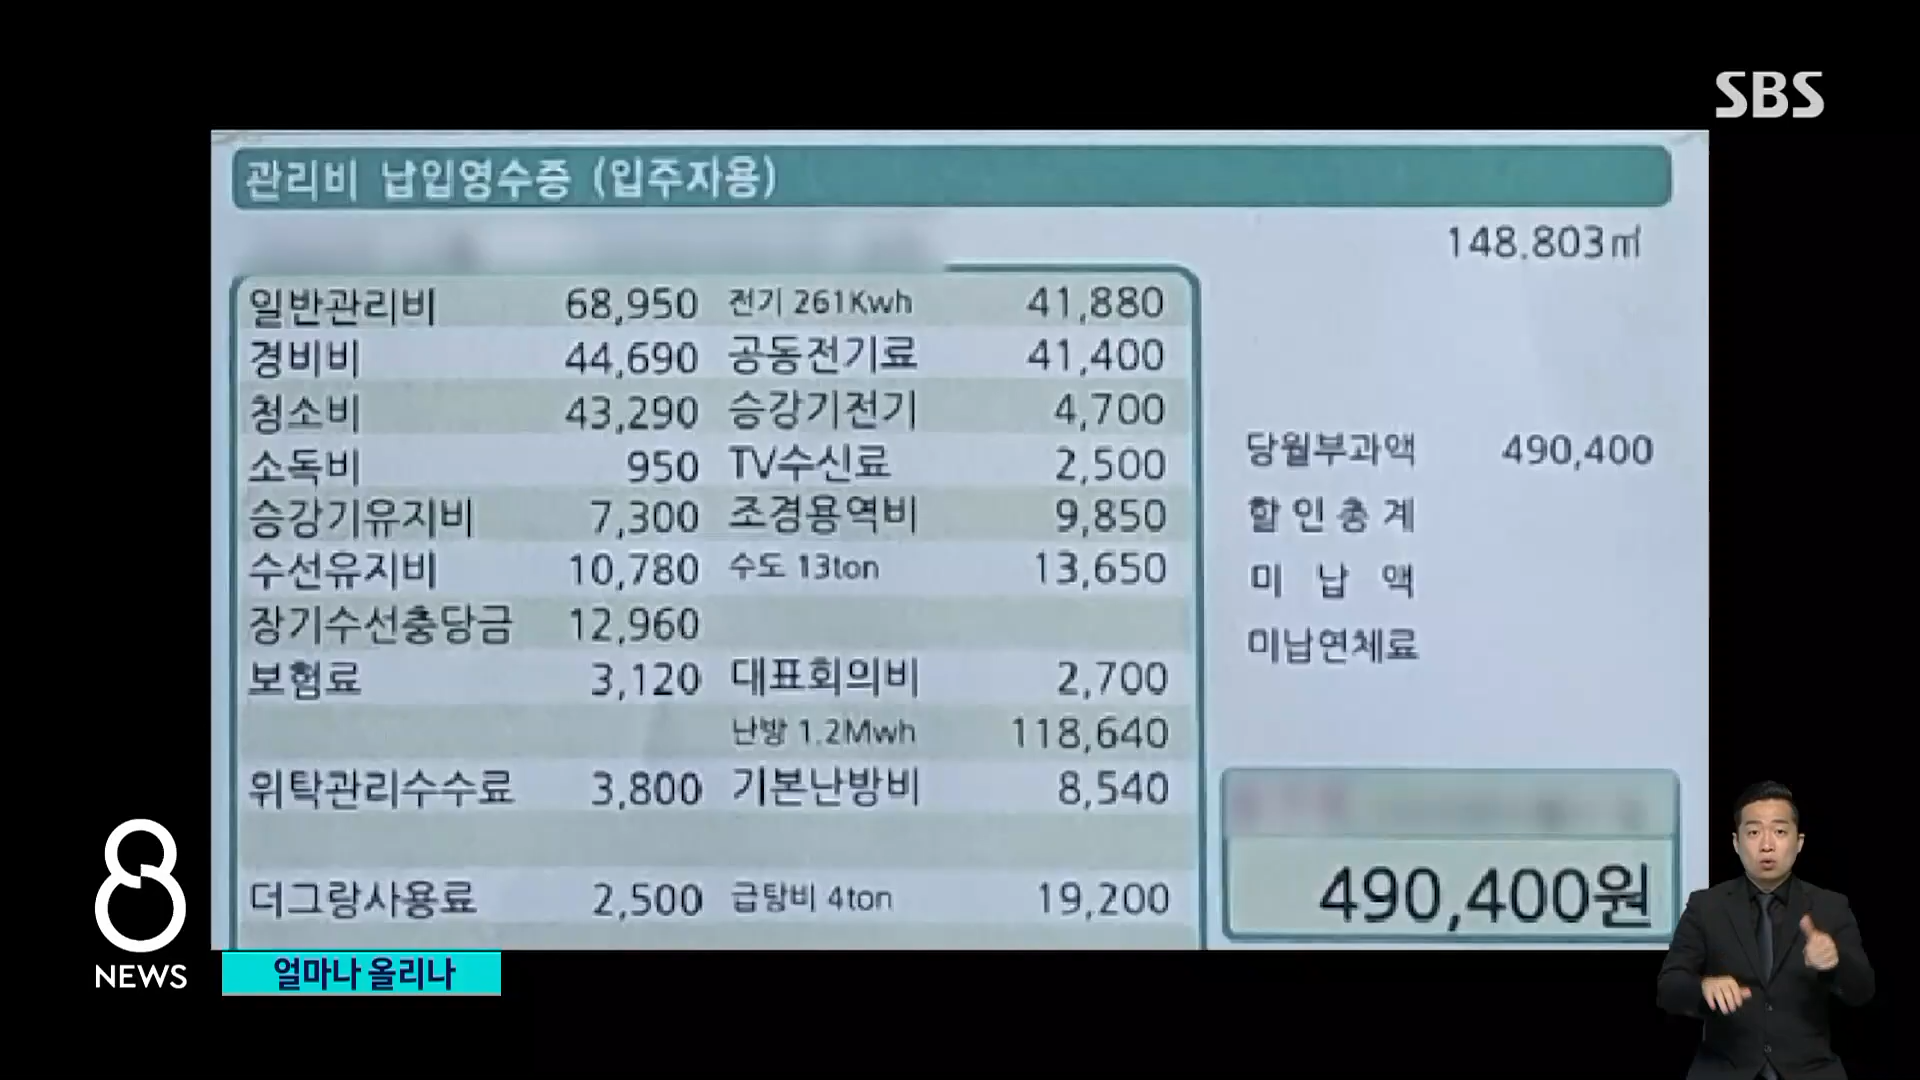 SBS
관리비 납입영수증 (입주자용)
148.803㎡
일반관리비 68,950 전기 261Kwh 41,880
경비비 44,690 공동전기료 41,400
청소비 43,290 승강기전기 4,700
소독비 950 TV수신료 2,500
승강기유지비 7,300 조경용역비 9,850
수선유지비 10,780 수도 13ton 13,650
장기수선충당금 12,960
보험료 3,120 대표회의비 2,700
난방 1.2Mwh 118,640
위탁관리수수료 3,800 기본난방비 8,540
더그랑사용료 2,500 급탕비 4ton 19,200
당월부과액 490,400
할인총계
미납액
미납연체료
490,400원
8
NEWS
얼마나 올리나